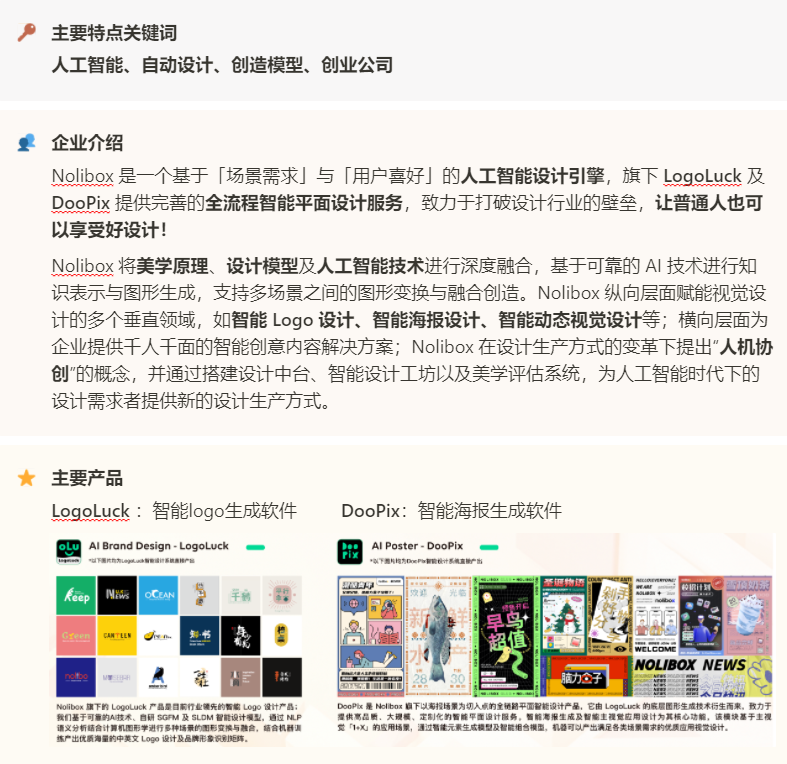 主要特点关键词
人工智能、自动设计、创造模型、创业公司
企业介绍
Nolibox 是一个基于「场景需求」与「用户喜好」的人工智能设计引擎，旗下 LogoLuck 及
DooPix 提供完善的全流程智能平面设计服务，致力于打破设计行业的壁垒，让普通人也可
以享受好设计！
Nolibox 将美学原理、设计模型及人工智能技术进行深度融合，基于可靠的 AI 技术进行知
识表示与图形生成，支持多场景之间的图形变换与融合创造。Nolibox 纵向层面赋能视觉设
计的多个垂直领域，如智能 Logo 设计、智能海报设计、智能动态视觉设计等；横向层面为
企业提供千人千面的智能创意内容解决方案；Nolibox 在设计生产方式的变革下提出“人机协
创”的概念，并通过搭建设计中台、智能设计工坊以及美学评估系统，为人工智能时代下的
设计需求者提供新的设计生产方式。
主要产品
LogoLuck ：智能logo生成软件
DooPix：智能海报生成软件
OLU
LogoLuck
AI Brand Design - LogoLuck
*以下图片均为LogoLuck智能设计系统直接产出
Keep
NEWS
OCEAN
千韵
Green
CANTEEN
知·书
nolibo
Nolibox 旗下的 LogoLuck 产品是目前行业领先的智能 Logo 设计产品；
我们基于可靠的AI技术、自研 SGFM 及 SLDM 智能设计模型，通过 NLP
语义分析结合计算机图形学进行多种场景的图形变换与融合，结合机器训
练产出优质海量的中英文 Logo 设计及品牌形象识别矩阵。
Doo
Pix
AI Poster - DooPix
*以下图片均为DooPix智能设计系统直接产出
欢迎光临
新鲜
水产
28
30
早鸟
超值
圣诞物语
WELCOME
脑力因子
NOLIBOX NEWS
DooPix 是 Nolibox 旗下以海报场景为切入点的全链路平面智能设计产品，它由 LogoLuck 的底层图形生成技术衍生而来，致力于
提供高品质、大规模、定制化的智能平面设计服务，智能海报生成及智能主视觉应用设计为其核心功能，该模块基于主视
觉「1+X」的应用场景，通过智能元素生成模型及智能组合模型，机器可以产出满足各类场景需求的优质应用视觉设计。